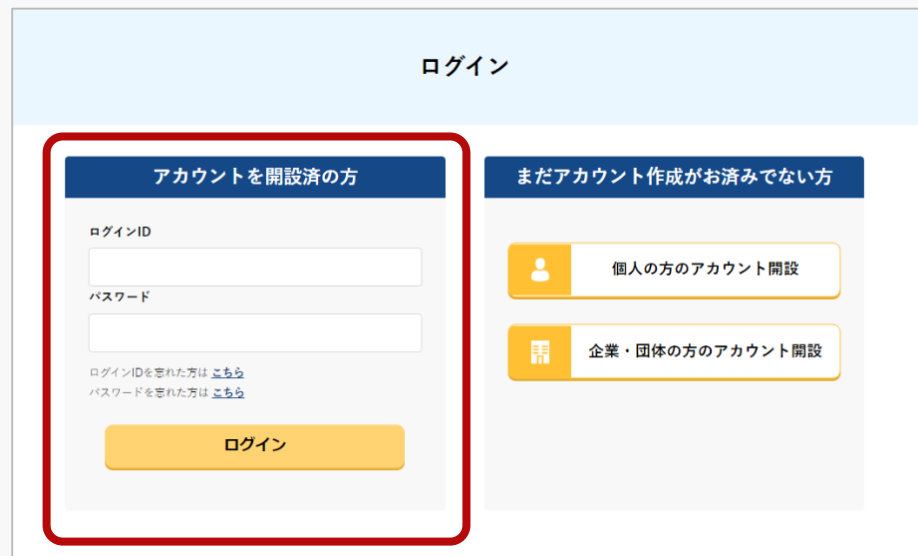 ログイン
アカウントを開設済の方
ログインID
パスワード
ログインIDを忘れた方は こちら
パスワードを忘れた方は こちら
ログイン
まだアカウント作成がお済みでない方
個人の方のアカウント開設
企業・団体の方のアカウント開設